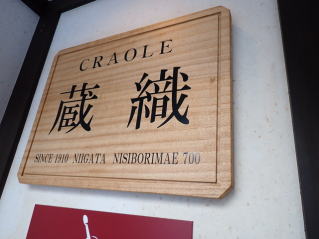 CRAOLE
蔵織
SINCE 1910 NIIGATA NISIBORIMAE 700